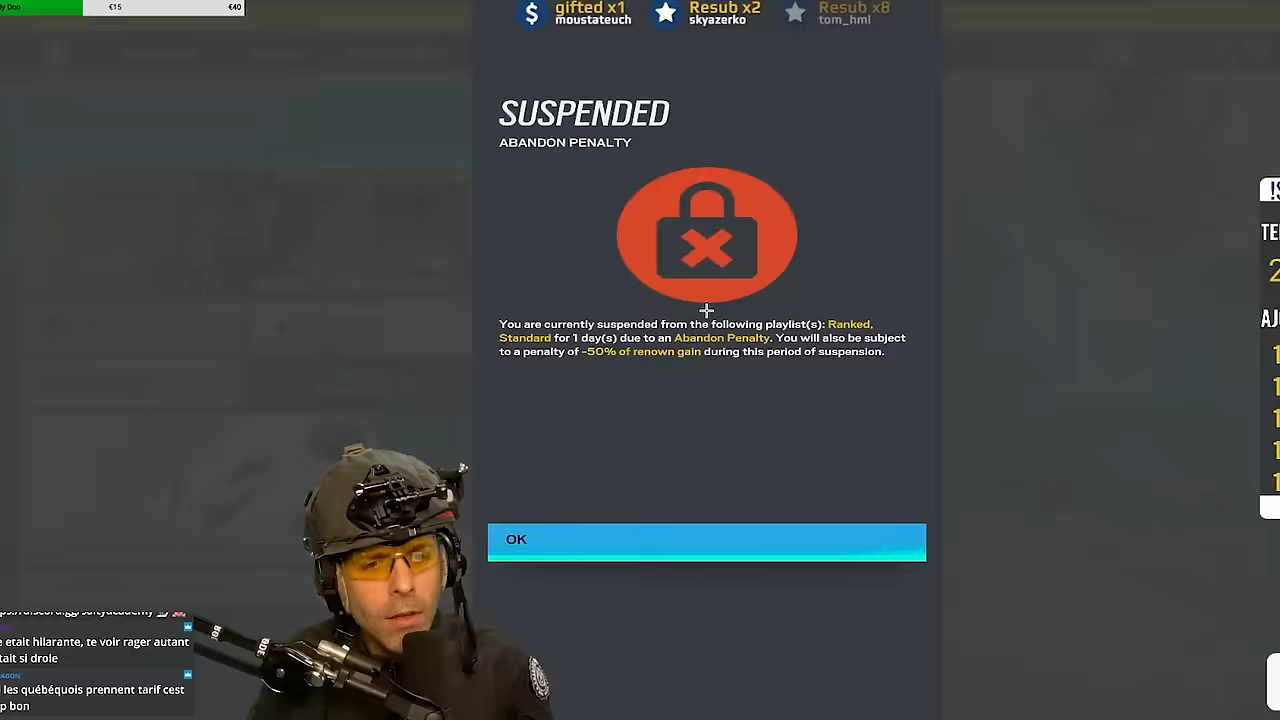 Don
€15
€40
gifted x1
moustateuch
Resub x2
skyazerko
Resub x8
tom_hml
SUSPENDED
ABANDON PENALTY
You are currently suspended from the following playlist(s): Ranked,
Standard for 1 day(s) due to an Abandon Penalty. You will also be subject
to a penalty of -50% of renown gain during this period of suspension.
OK
etait hilarante, te voir rager autant
si drole
les québéquois prennent tarif cest
bon